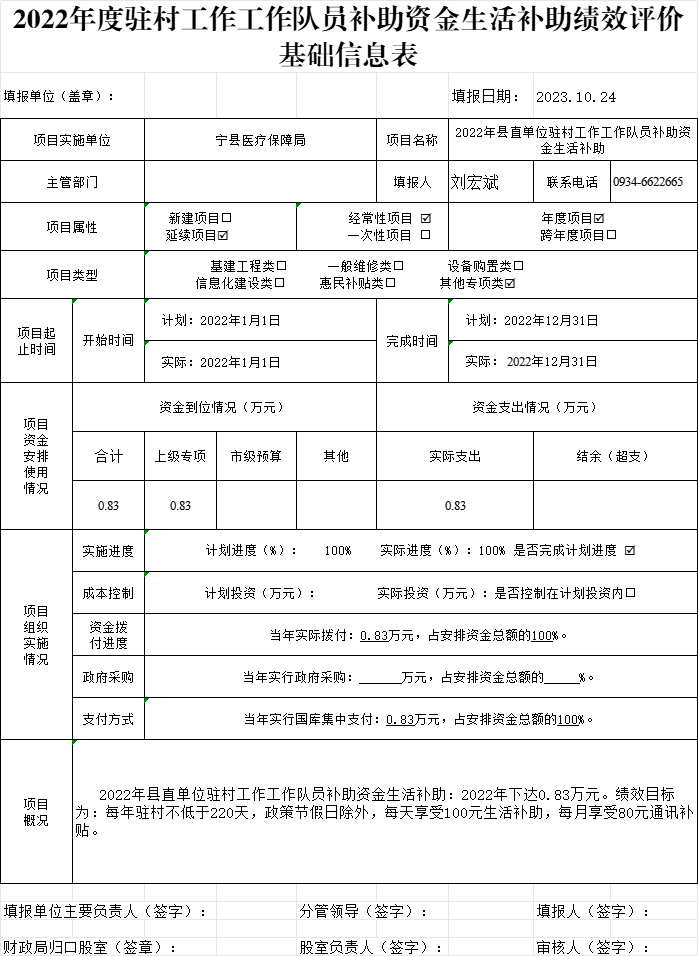 2022年度驻村工作工作队员补助资金生活补助绩效评价
基础信息表
填报单位（盖章）： 填报日期： 2023.10.24
项目实施单位 宁县医疗保障局 项目名称 2022年县直单位驻村工作工作队员补助资
金生活补助
主管部门 填报人 刘宏斌 联系电话 0934-6622665
项目属性 新建项目□ 经常性项目 ☑ 年度项目☑
延续项目☑ 一次性项目 □ 跨年度项目□
项目类型 基建工程类□ 一般维修类□ 设备购置类□
信息化建设类□ 惠民补贴类□ 其他专项类☑
项目起
止时间 开始时间 计划：2022年1月1日 完成时间 计划：2022年12月31日
实际：2022年1月1日 实际： 2022年12月31日
项目
资金
安排
使用
情况
资金到位情况（万元） 资金支出情况（万元）
合计 上级专项 市级预算 其他 实际支出 结余（超支）
0.83 0.83 0.83
项目
组织
实施
情况
实施进度 计划进度（%）： 100% 实际进度（%）：100% 是否完成计划进度 ☑
成本控制 计划投资（万元）： 实际投资（万元）：是否控制在计划投资内□
资金拨
付进度 当年实际拨付：0.83万元，占安排资金总额的100%。
政府采购 当年实行政府采购：______万元，占安排资金总额的_____%。
支付方式 当年实行国库集中支付：0.83万元，占安排资金总额的100%。
项目
概况
2022年县直单位驻村工作工作队员补助资金生活补助：2022年下达0.83万元。绩效目标
为：每年驻村不低于220天，政策节假日除外，每天享受100元生活补助，每月享受80元通讯补
贴。
填报单位主要负责人（签字）： 分管领导（签字）： 填报人（签字）：
财政局归口股室（签章）： 股室负责人（签字）： 审核人（签字）：